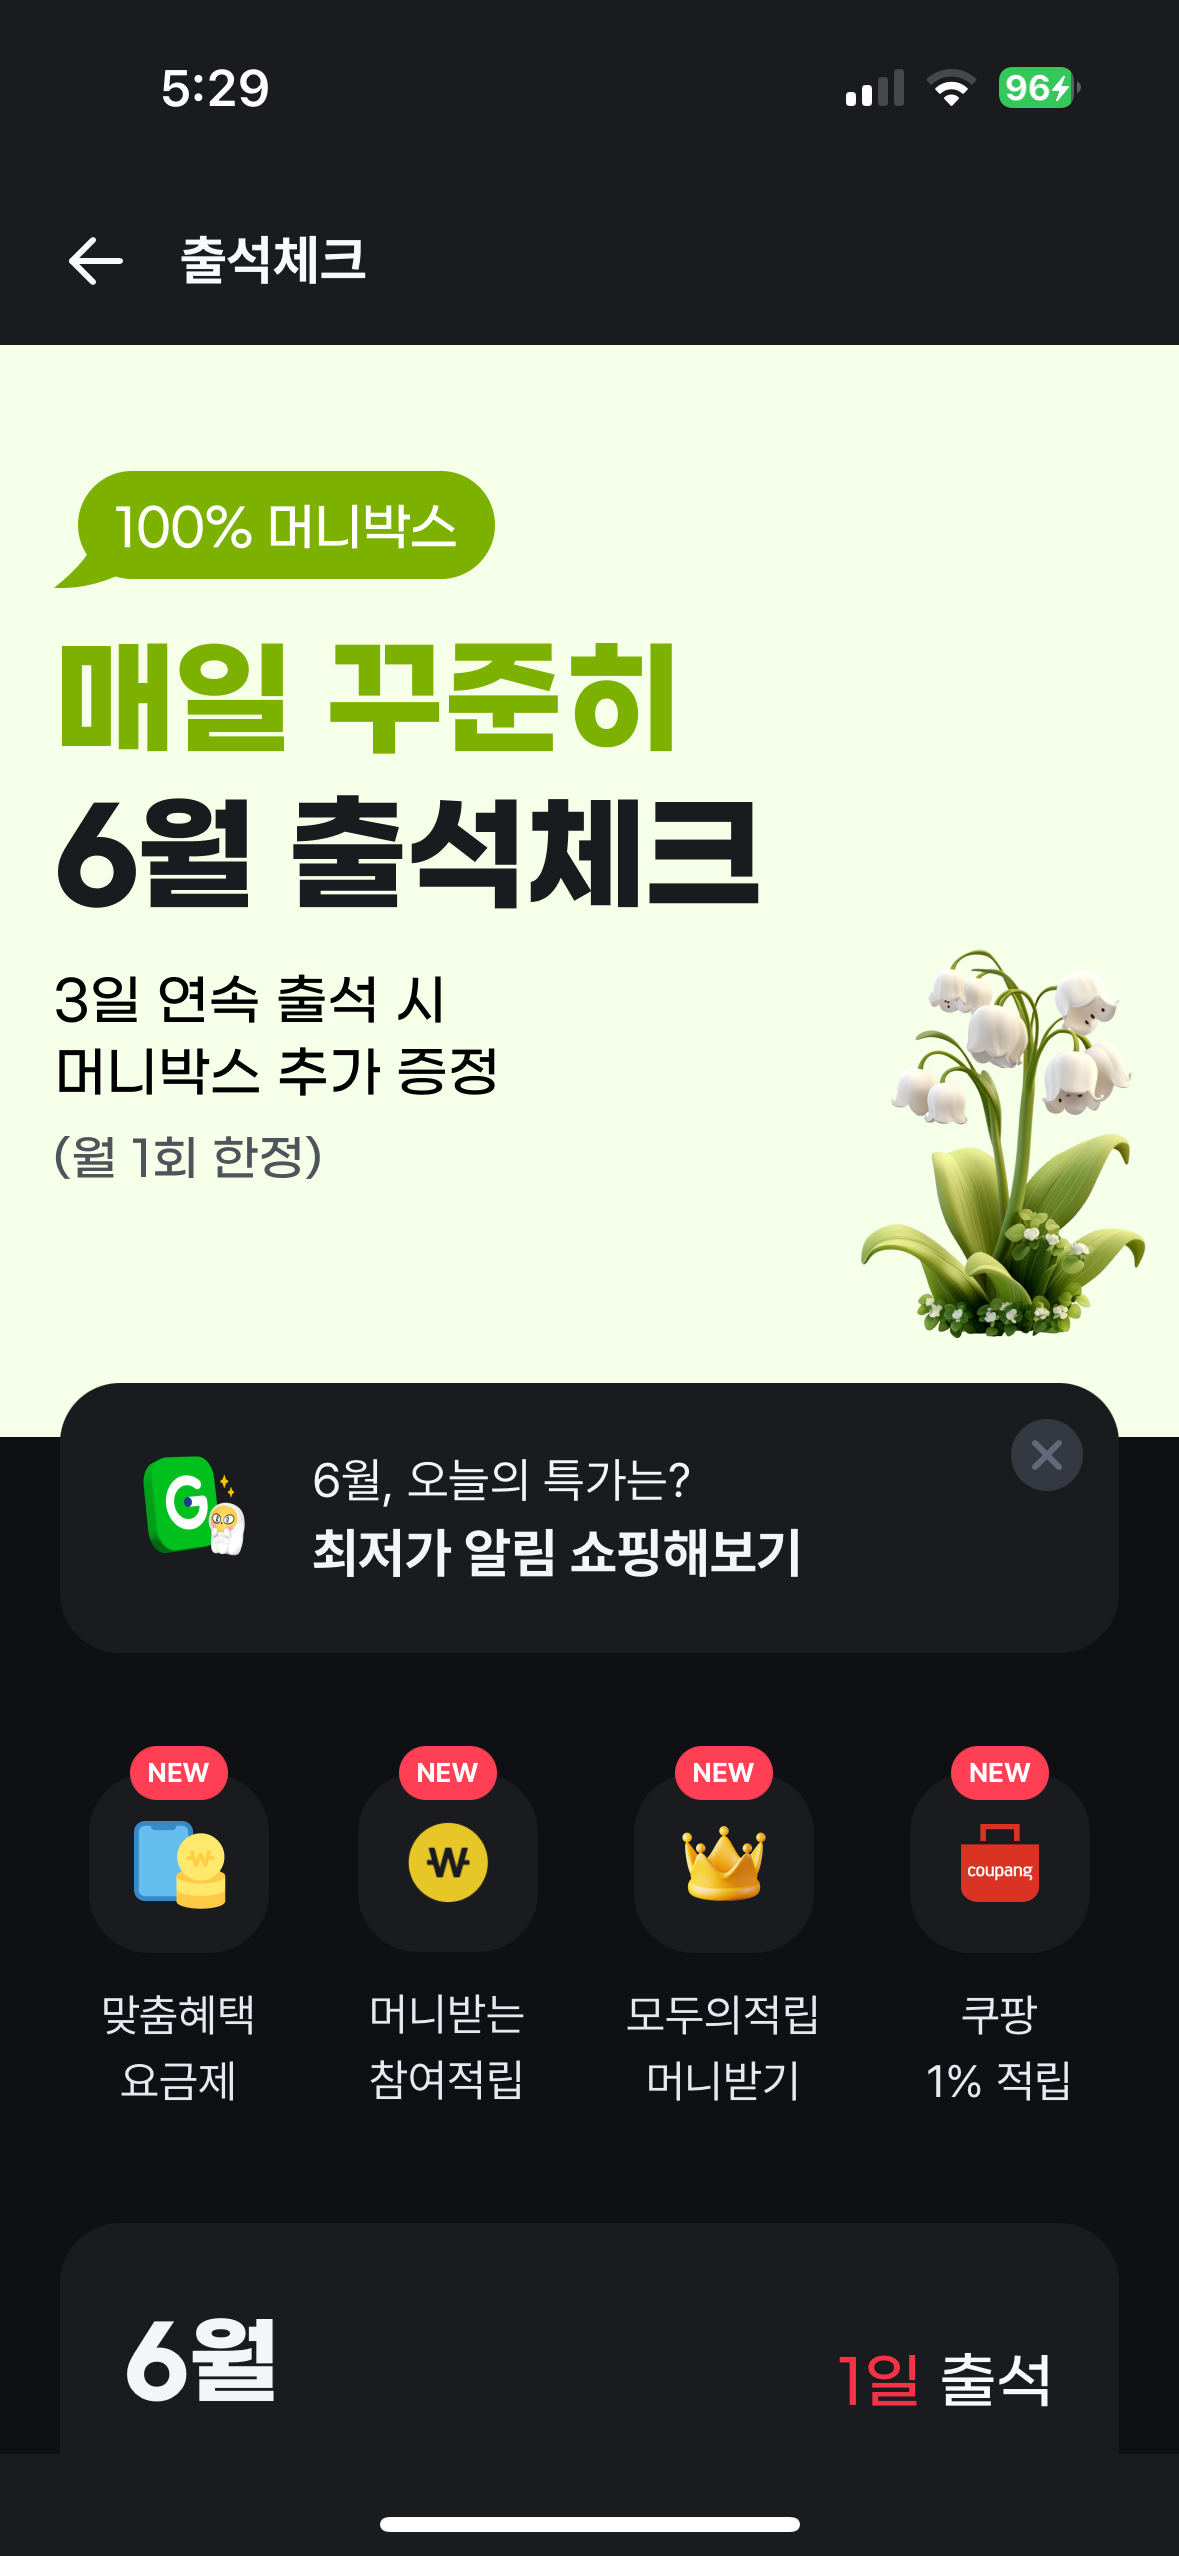 5:29
96
출석체크
100% 머니박스
매일 꾸준히
6월 출석체크
3일 연속 출석 시
머니박스 추가 증정
(월 1회 한정)
G
6월, 오늘의 특가는?
최저가 알림 쇼핑해보기
NEW
NEW
NEW
NEW
W
₩
coupang
맞춤혜택
요금제
머니받는
참여적립
모두의적립
머니받기
쿠팡
1% 적립
6월
1일 출석